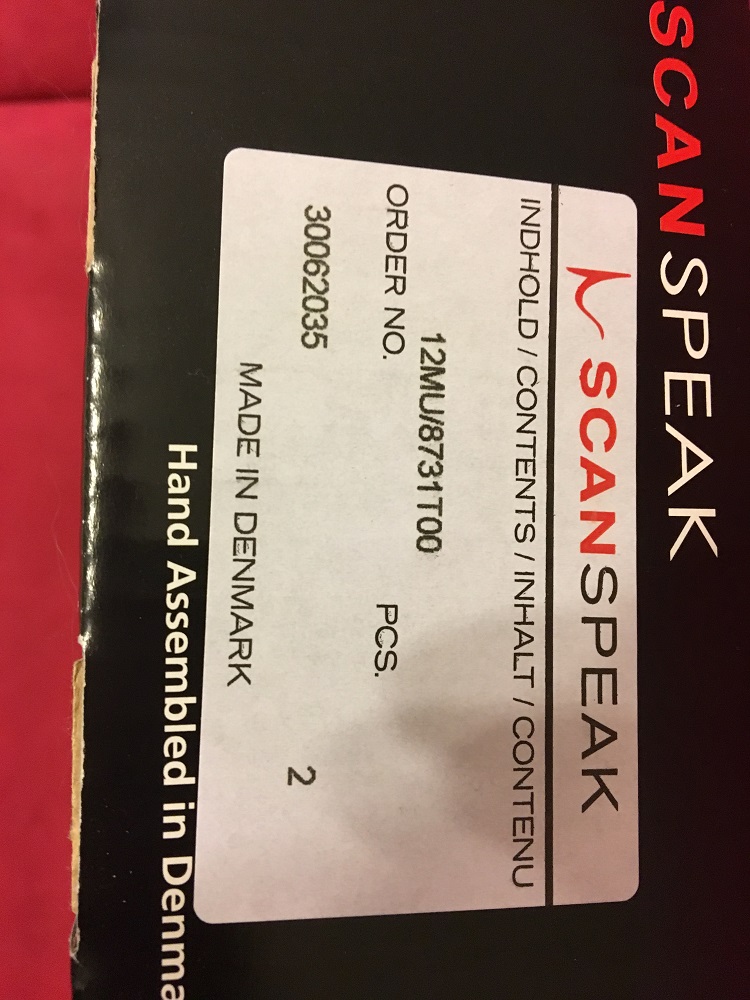 SCANSPEAK
SCANSPEAK
INDHOLD / CONTENTS / INHALT / CONTENU
12MU/8731T00
ORDER NO. PCS.
30062035 2
MADE IN DENMARK
Hand Assembled in Denma